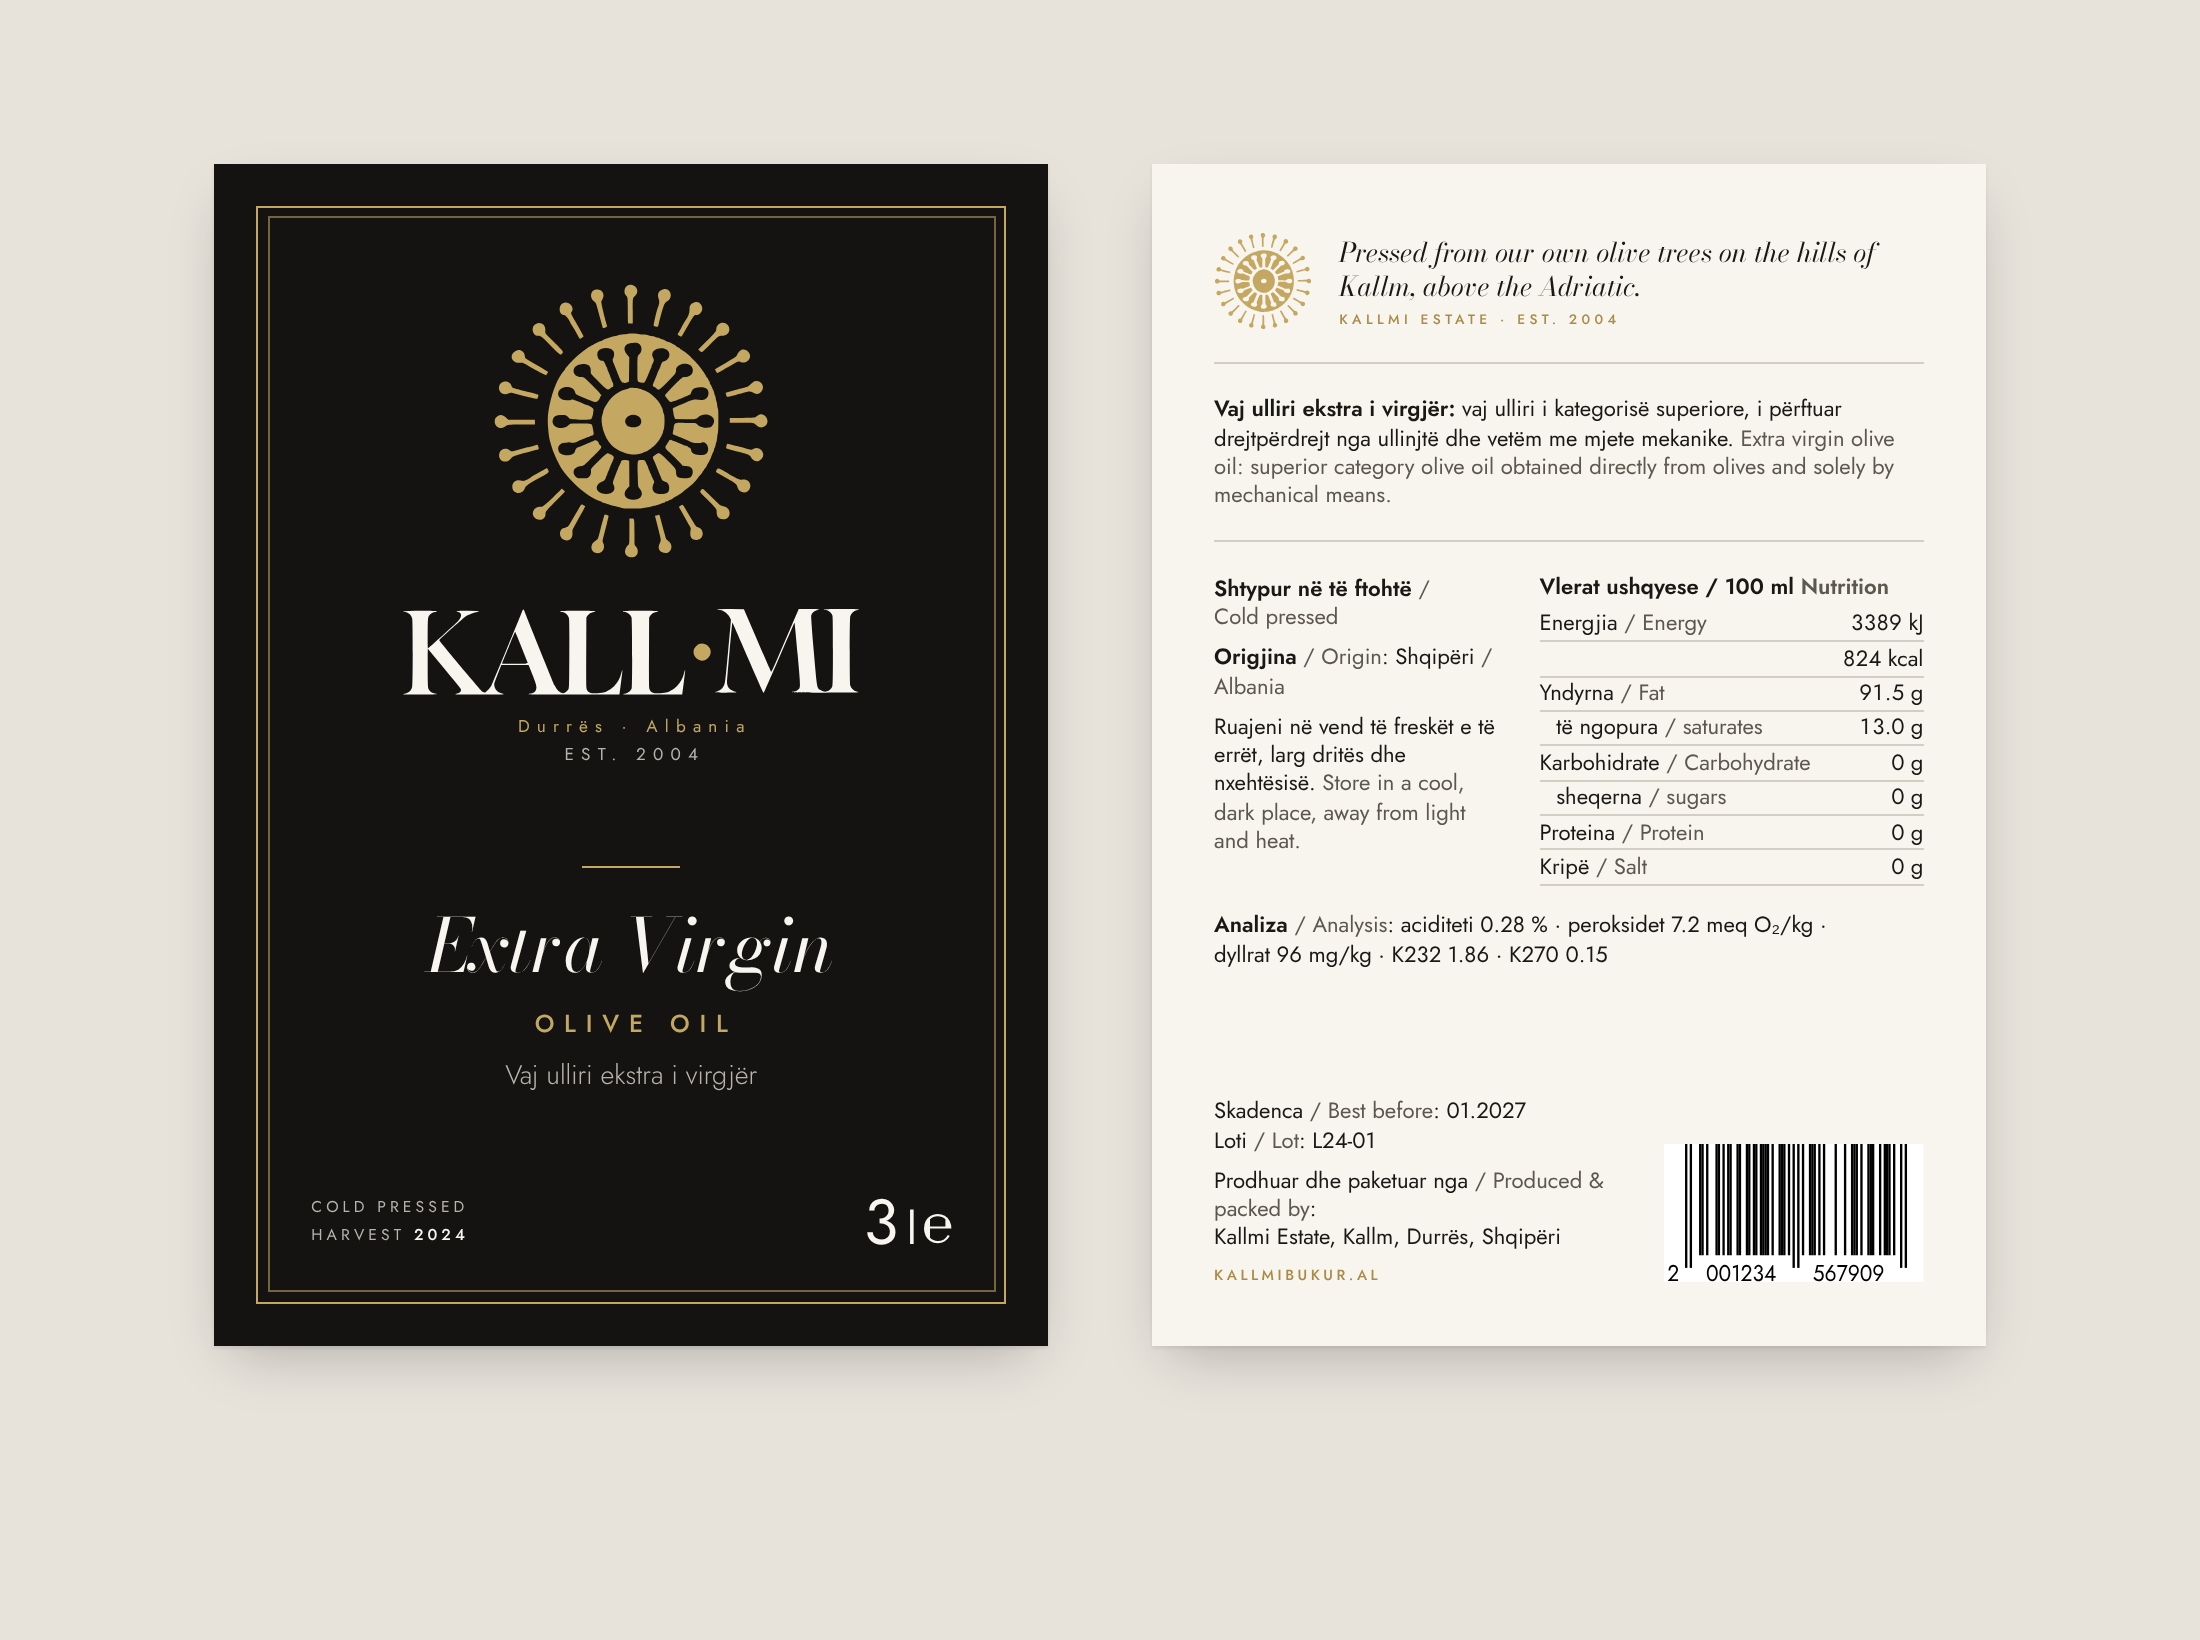 KALL·MI
Durrës · Albania
EST. 2004
Extra Virgin
OLIVE OIL
Vaj ulliri ekstra i virgjër
COLD PRESSED
HARVEST 2024
3 l e
Pressed from our own olive trees on the hills of
Kallm, above the Adriatic.
KALLMI ESTATE · EST. 2004
Vaj ulliri ekstra i virgjër: vaj ulliri i kategorisë superiore, i përftuar
drejtpërdrejt nga ullinjtë dhe vetëm me mjete mekanike. Extra virgin olive
oil: superior category olive oil obtained directly from olives and solely by
mechanical means.
Shtypur në të ftohtë /
Cold pressed
Origjina / Origin: Shqipëri /
Albania
Ruajeni në vend të freskët e të
errët, larg dritës dhe
nxehtësisë. Store in a cool,
dark place, away from light
and heat.
Vlerat ushqyese / 100 ml Nutrition
Energjia / Energy 3389 kJ
824 kcal
Yndyrna / Fat 91.5 g
të ngopura / saturates 13.0 g
Karbohidrate / Carbohydrate 0 g
sheqerna / sugars 0 g
Proteina / Protein 0 g
Kripë / Salt 0 g
Analiza / Analysis: aciditeti 0.28 % · peroksidet 7.2 meq O₂/kg ·
dyllrat 96 mg/kg · K232 1.86 · K270 0.15
Skadenca / Best before: 01.2027
Loti / Lot: L24-01
Prodhuar dhe paketuar nga / Produced &
packed by:
Kallmi Estate, Kallm, Durrës, Shqipëri
KALLMIBUKUR.AL
2 001234 567909